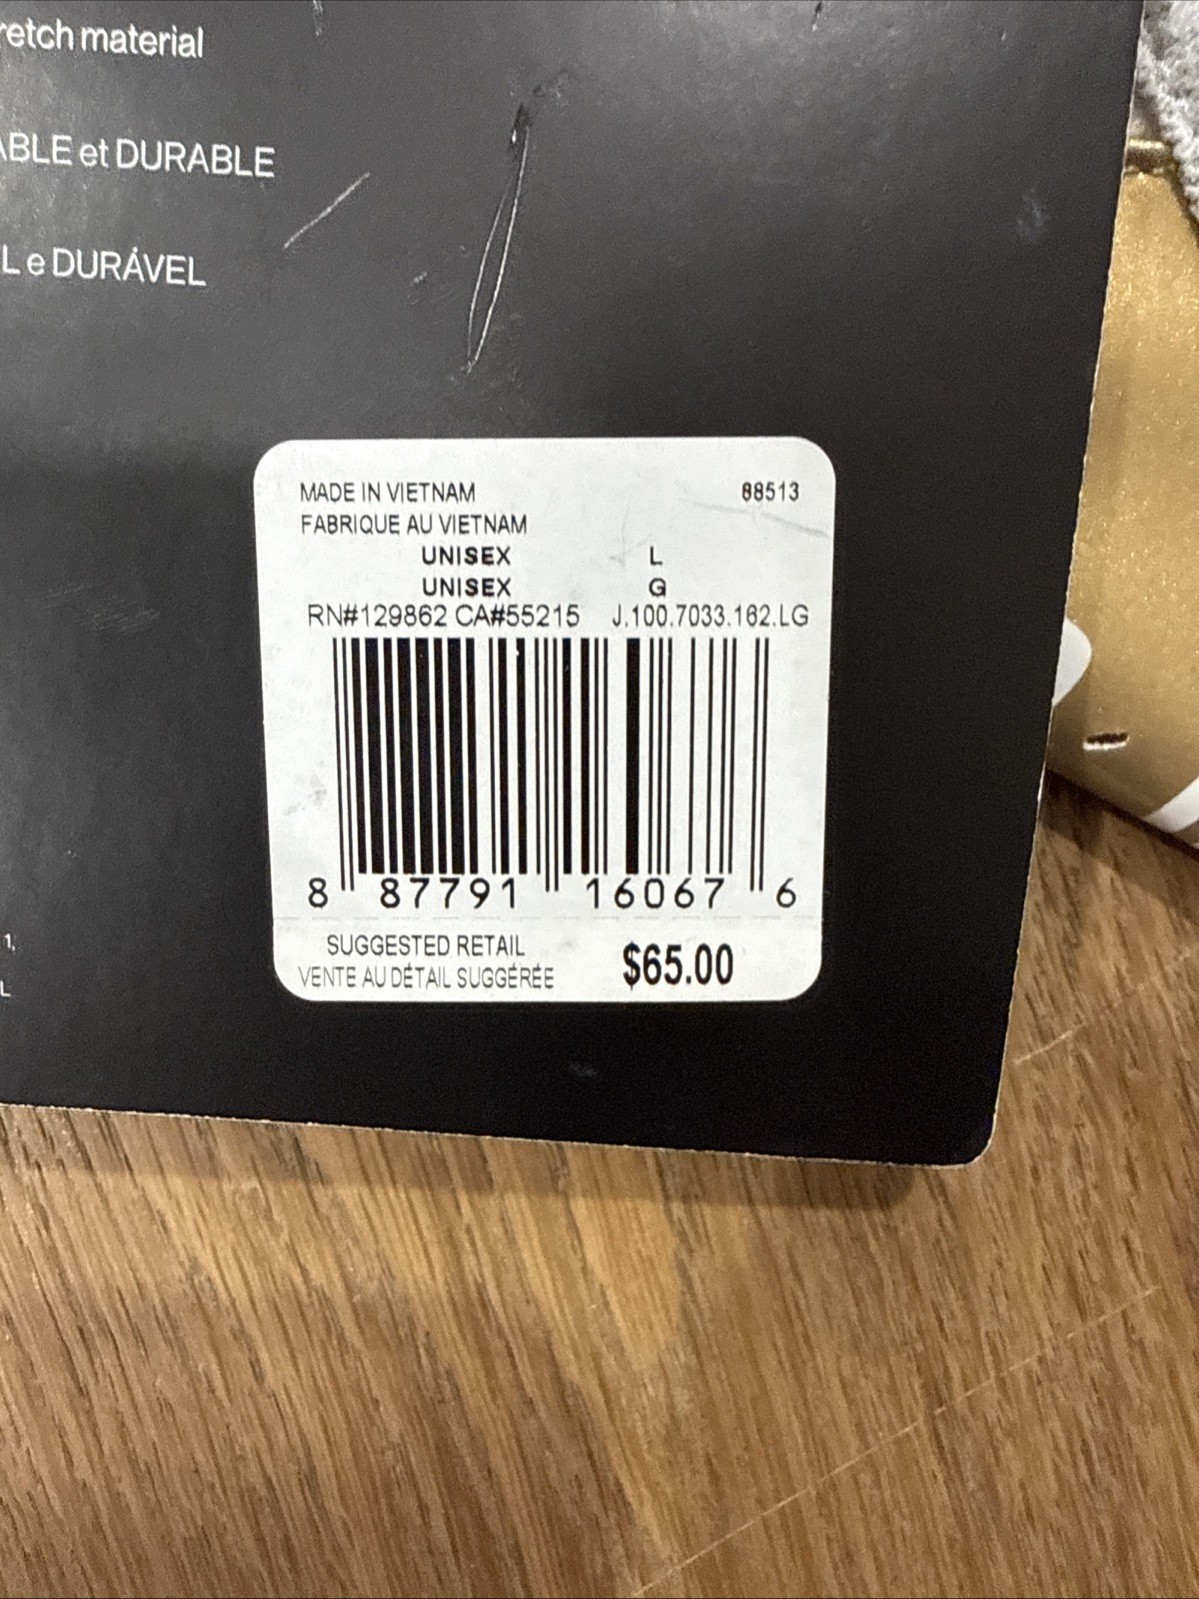 retch material
ABLE et DURABLE
L e DURÁVEL
MADE IN VIETNAM 88513
FABRIQUE AU VIETNAM
UNISEX L
UNISEX G
RN#129862 CA#55215 J.100.7033.162.LG
8 87791 16067 6
SUGGESTED RETAIL $65.00
VENTE AU DÉTAIL SUGGÉRÉE
1,
L